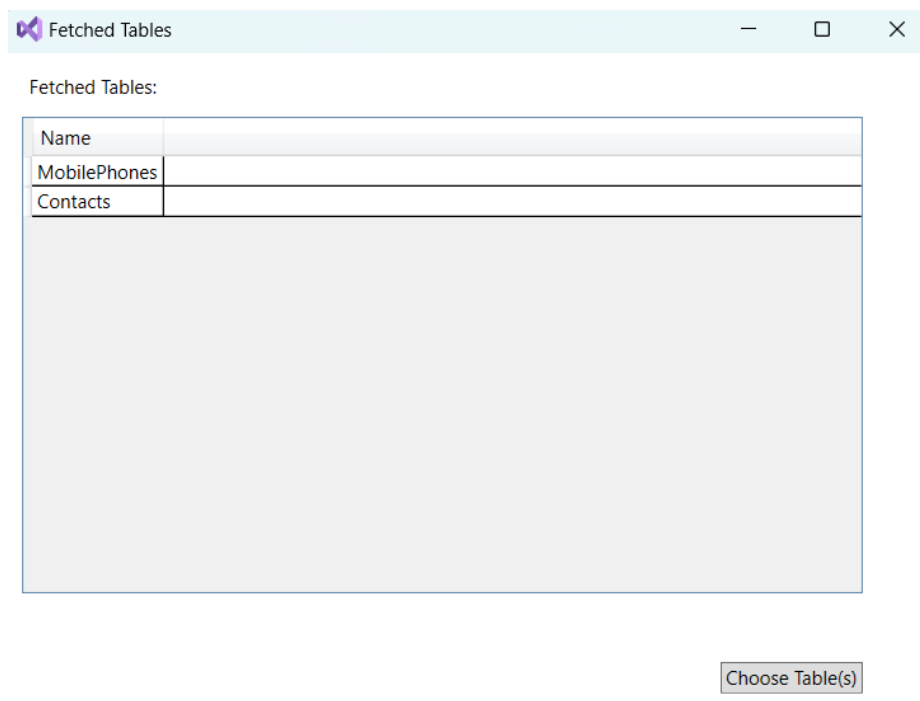 Fetched Tables
Fetched Tables:
Name
MobilePhones
Contacts
Choose Table(s)